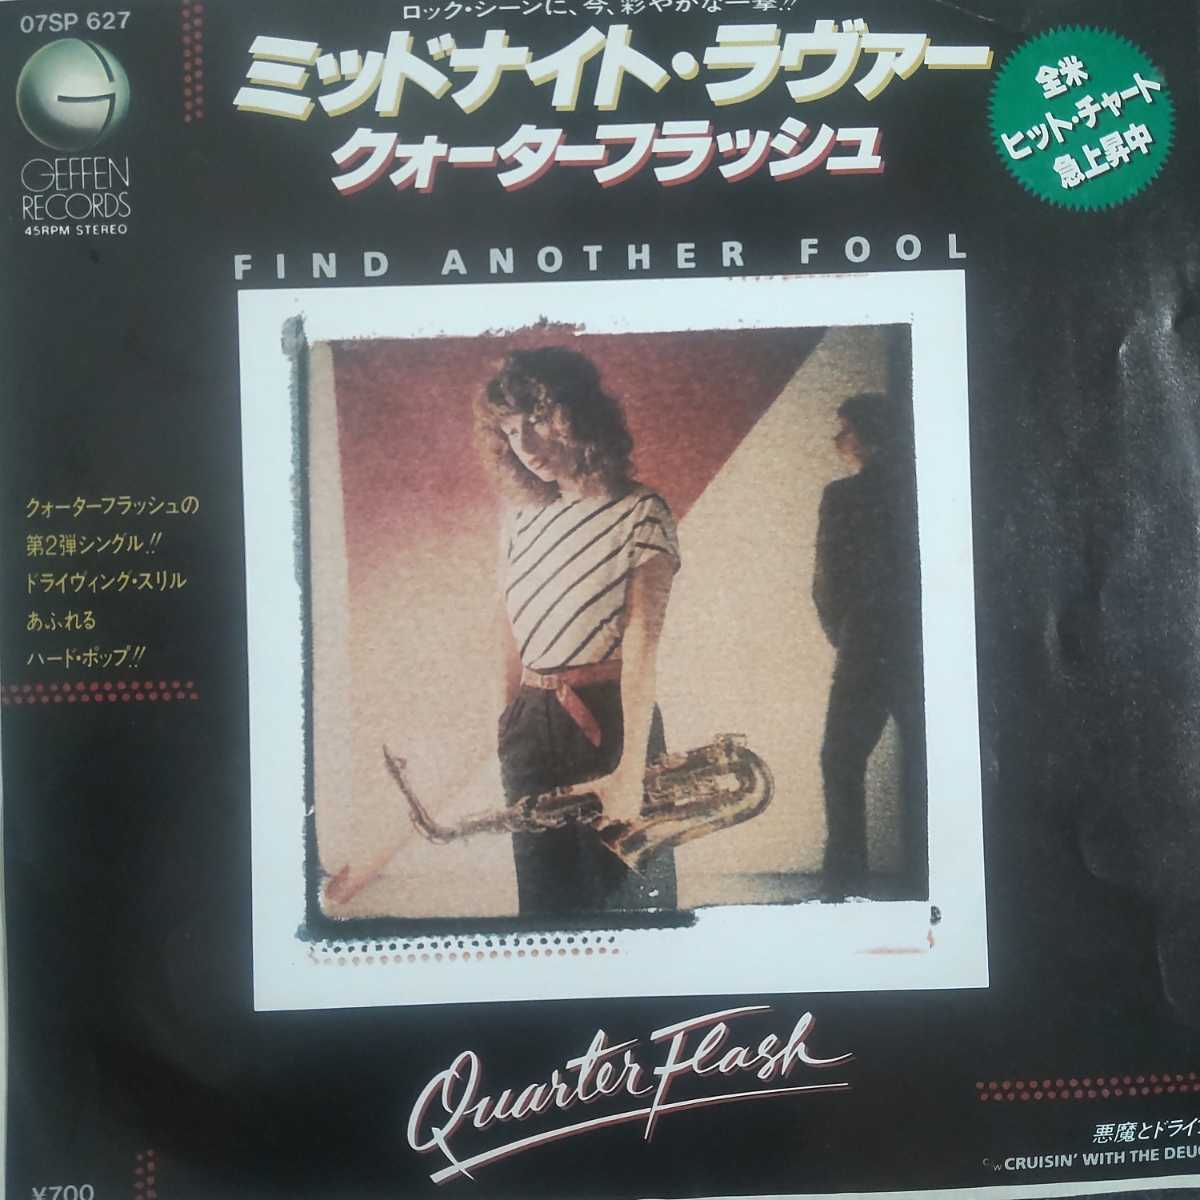 07SP 627
ロック・シーンに、今、彩やかな一撃!!
GEFFEN
RECORDS
45RPM STEREO
ミッドナイト・ラヴァー
クォーターフラッシュ
全米
ヒット・チャート
急上昇中
FIND ANOTHER FOOL
クォーターフラッシュの
第2弾シングル!!
ドライヴィング・スリル
あふれる
ハード・ポップ!!
Quarterflash
悪魔とドライブ
c/w CRUISIN' WITH THE DEUC
¥700